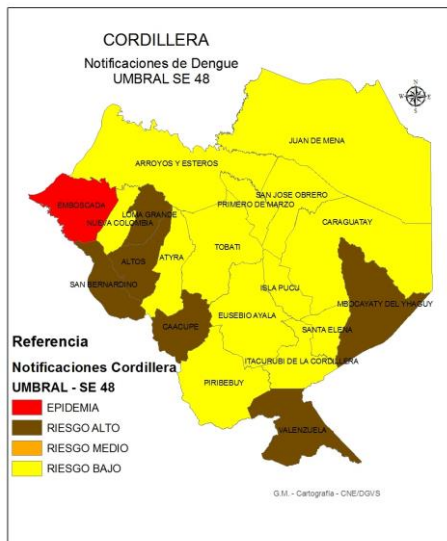 CORDILLERA
Notificaciones de Dengue
UMBRAL SE 48
N
W
E
S
JUAN DE MENA
ARROYOS Y ESTEROS
SAN JOSE OBRERO
EMBOSCADA
PRIMERO DE MARZO
LOMA GRANDE
NUEVA COLOMBIA
CARAGUATAY
TOBATI
ALTOS
ATYRA
SAN BERNARDINO
ISLA PUCU
MBOCAYATY DEL YHAGUY
EUSEBIO AYALA
CAACUPE
SANTA ELENA
ITACURUBI DE LA CORDILLERA
PIRIBEBUY
VALENZUELA
Referencia
Notificaciones Cordillera
UMBRAL - SE 48
EPIDEMIA
RIESGO ALTO
RIESGO MEDIO
RIESGO BAJO
G.M. - Cartografia - CNE/DGVS